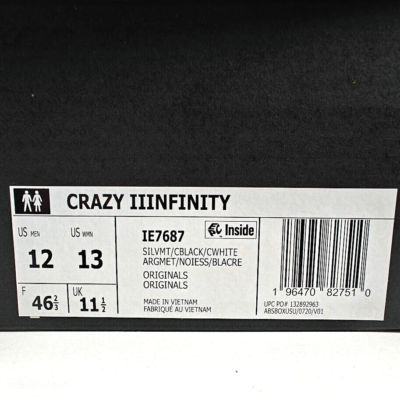 CRAZY IIINFINITY
US MEN
12
US WMN
13
F
46 2/3
UK
11 1/2
IE7687
Inside
SILVMT/CBLACK/CWHITE
ARGMET/NOIESS/BLACRE
ORIGINALS
ORIGINALS
MADE IN VIETNAM
FABRIQUÉ AU VIETNAM
1 96470 82751 0
UPC PO# 132892963
ABSBOXUSU/0720/V01